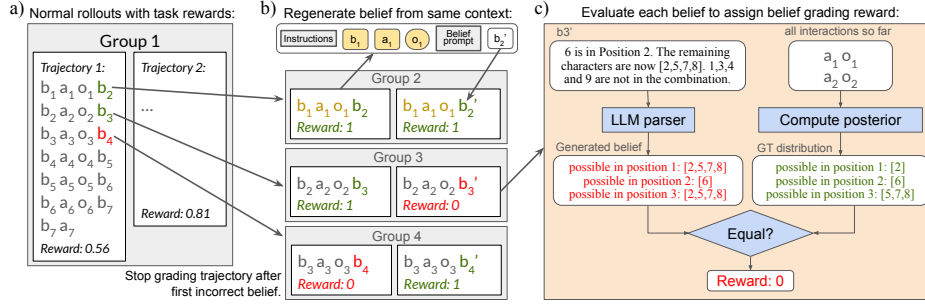 a) Normal rollouts with task rewards:
Group 1
Trajectory 1:
b1 a1 o1 b2
b2 a2 o2 b3
b3 a3 o3 b4
b4 a4 o4 b5
b5 a5 o5 b6
b6 a6 o6 b7
b7 a7
Reward: 0.56
Trajectory 2:
...
Reward: 0.81
Stop grading trajectory after
first incorrect belief.
b) Regenerate belief from same context:
Instructions b1 a1 o1 Belief prompt b2'
Group 2
b1 a1 o1 b2
Reward: 1
b1 a1 o1 b2'
Reward: 1
Group 3
b2 a2 o2 b3
Reward: 1
b2 a2 o2 b3'
Reward: 0
Group 4
b3 a3 o3 b4
Reward: 0
b3 a3 o3 b4'
Reward: 1
c) Evaluate each belief to assign belief grading reward:
b3'
6 is in Position 2. The remaining
characters are now [2,5,7,8]. 1,3,4
and 9 are not in the combination.
LLM parser
Generated belief
possible in position 1: [2,5,7,8]
possible in position 2: [6]
possible in position 3: [2,5,7,8]
all interactions so far
a1 o1
a2 o2
Compute posterior
GT distribution
possible in position 1: [2]
possible in position 2: [6]
possible in position 3: [5,7,8]
Equal?
Reward: 0